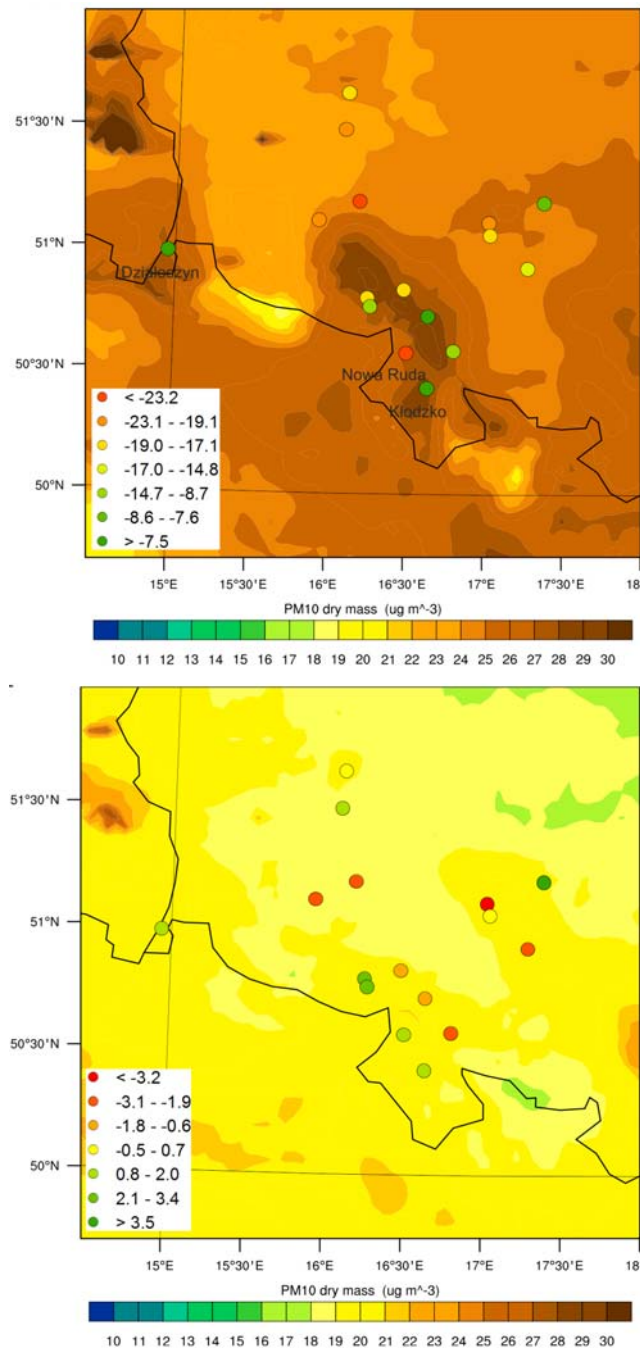 51°30'N
51°N
Działoszyn
50°30'N
Nowa Ruda
Kłodzko
50°N
< -23.2
-23.1 - -19.1
-19.0 - -17.1
-17.0 - -14.8
-14.7 - -8.7
-8.6 - -7.6
> -7.5
15°E 15°30'E 16°E 16°30'E 17°E 17°30'E 18
PM10 dry mass (ug m^-3)
10 11 12 13 14 15 16 17 18 19 20 21 22 23 24 25 26 27 28 29 30
51°30'N
51°N
50°30'N
50°N
< -3.2
-3.1 - -1.9
-1.8 - -0.6
-0.5 - 0.7
0.8 - 2.0
2.1 - 3.4
> 3.5
15°E 15°30'E 16°E 16°30'E 17°E 17°30'E 18
PM10 dry mass (ug m^-3)
10 11 12 13 14 15 16 17 18 19 20 21 22 23 24 25 26 27 28 29 30